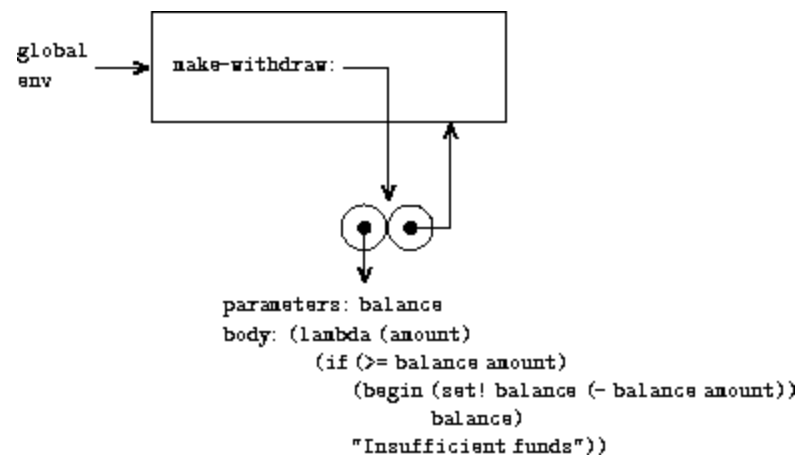 global
env
make-withdraw:
parameters: balance
body: (lambda (amount)
(if (>= balance amount)
(begin (set! balance (- balance amount))
balance)
"Insufficient funds"))